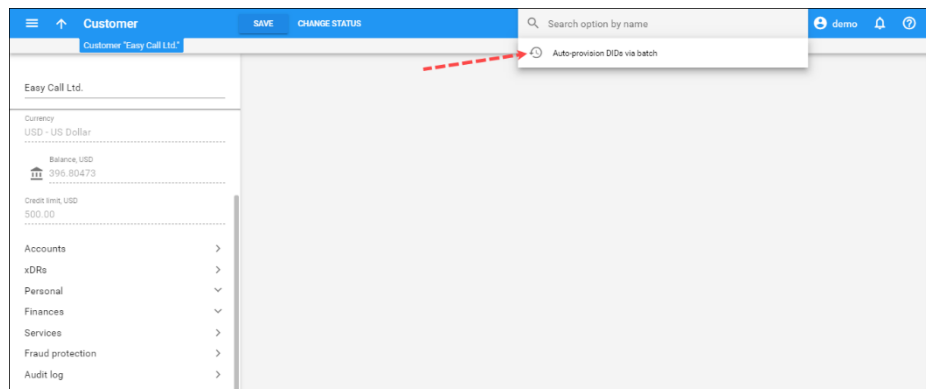 Customer
SAVE
CHANGE STATUS
Search option by name
demo
Customer "Easy Call Ltd."
Auto-provision DIDs via batch
Easy Call Ltd.
Currency
USD - US Dollar
Balance, USD
396.80473
Credit limit, USD
500.00
Accounts
xDRs
Personal
Finances
Services
Fraud protection
Audit log